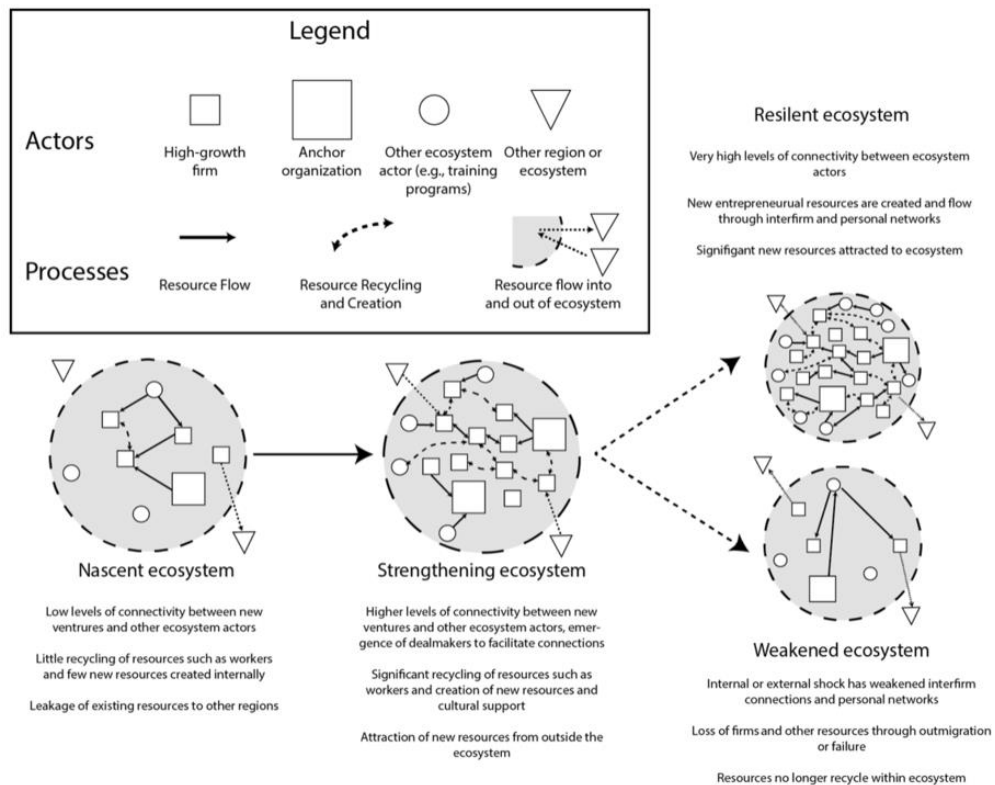 Legend
Actors
High-growth
firm
Anchor
organization
Other ecosystem
actor (e.g., training
programs)
Other region or
ecosystem
Processes
Resource Flow
Resource Recycling
and Creation
Resource flow into
and out of ecosystem
Resilent ecosystem
Very high levels of connectivity between ecosystem
actors
New entrepreneurual resources are created and flow
through interfirm and personal networks
Signifigant new resources attracted to ecosystem
Nascent ecosystem
Low levels of connectivity between new
ventrures and other ecosystem actors
Little recycling of resources such as workers
and few new resources created internally
Leakage of existing resources to other regions
Strengthening ecosystem
Higher levels of connectivity between new
ventures and other ecosystem actors, emer-
gence of dealmakers to facilitate connections
Significant recycling of resources such as
workers and creation of new resources and
cultural support
Attraction of new resources from outside the
ecosystem
Weakened ecosystem
Internal or external shock has weakened interfirm
connections and personal networks
Loss of firms and other resources through outmigration
or failure
Resources no longer recycle within ecosystem